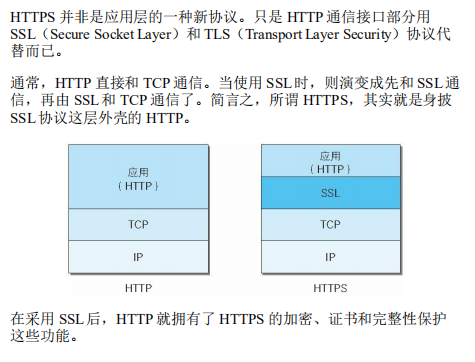 HTTPS 并非是应用层的一种新协议。只是 HTTP 通信接口部分用
SSL（Secure Socket Layer）和 TLS（Transport Layer Security）协议代
替而已。
通常，HTTP 直接和 TCP 通信。当使用 SSL 时，则演变成先和 SSL 通
信，再由 SSL 和 TCP 通信了。简言之，所谓 HTTPS，其实就是身披
SSL 协议这层外壳的 HTTP。
应用
( HTTP )
TCP
IP
HTTP
应用
( HTTP )
SSL
TCP
IP
HTTPS
在采用 SSL 后，HTTP 就拥有了 HTTPS 的加密、证书和完整性保护
这些功能。